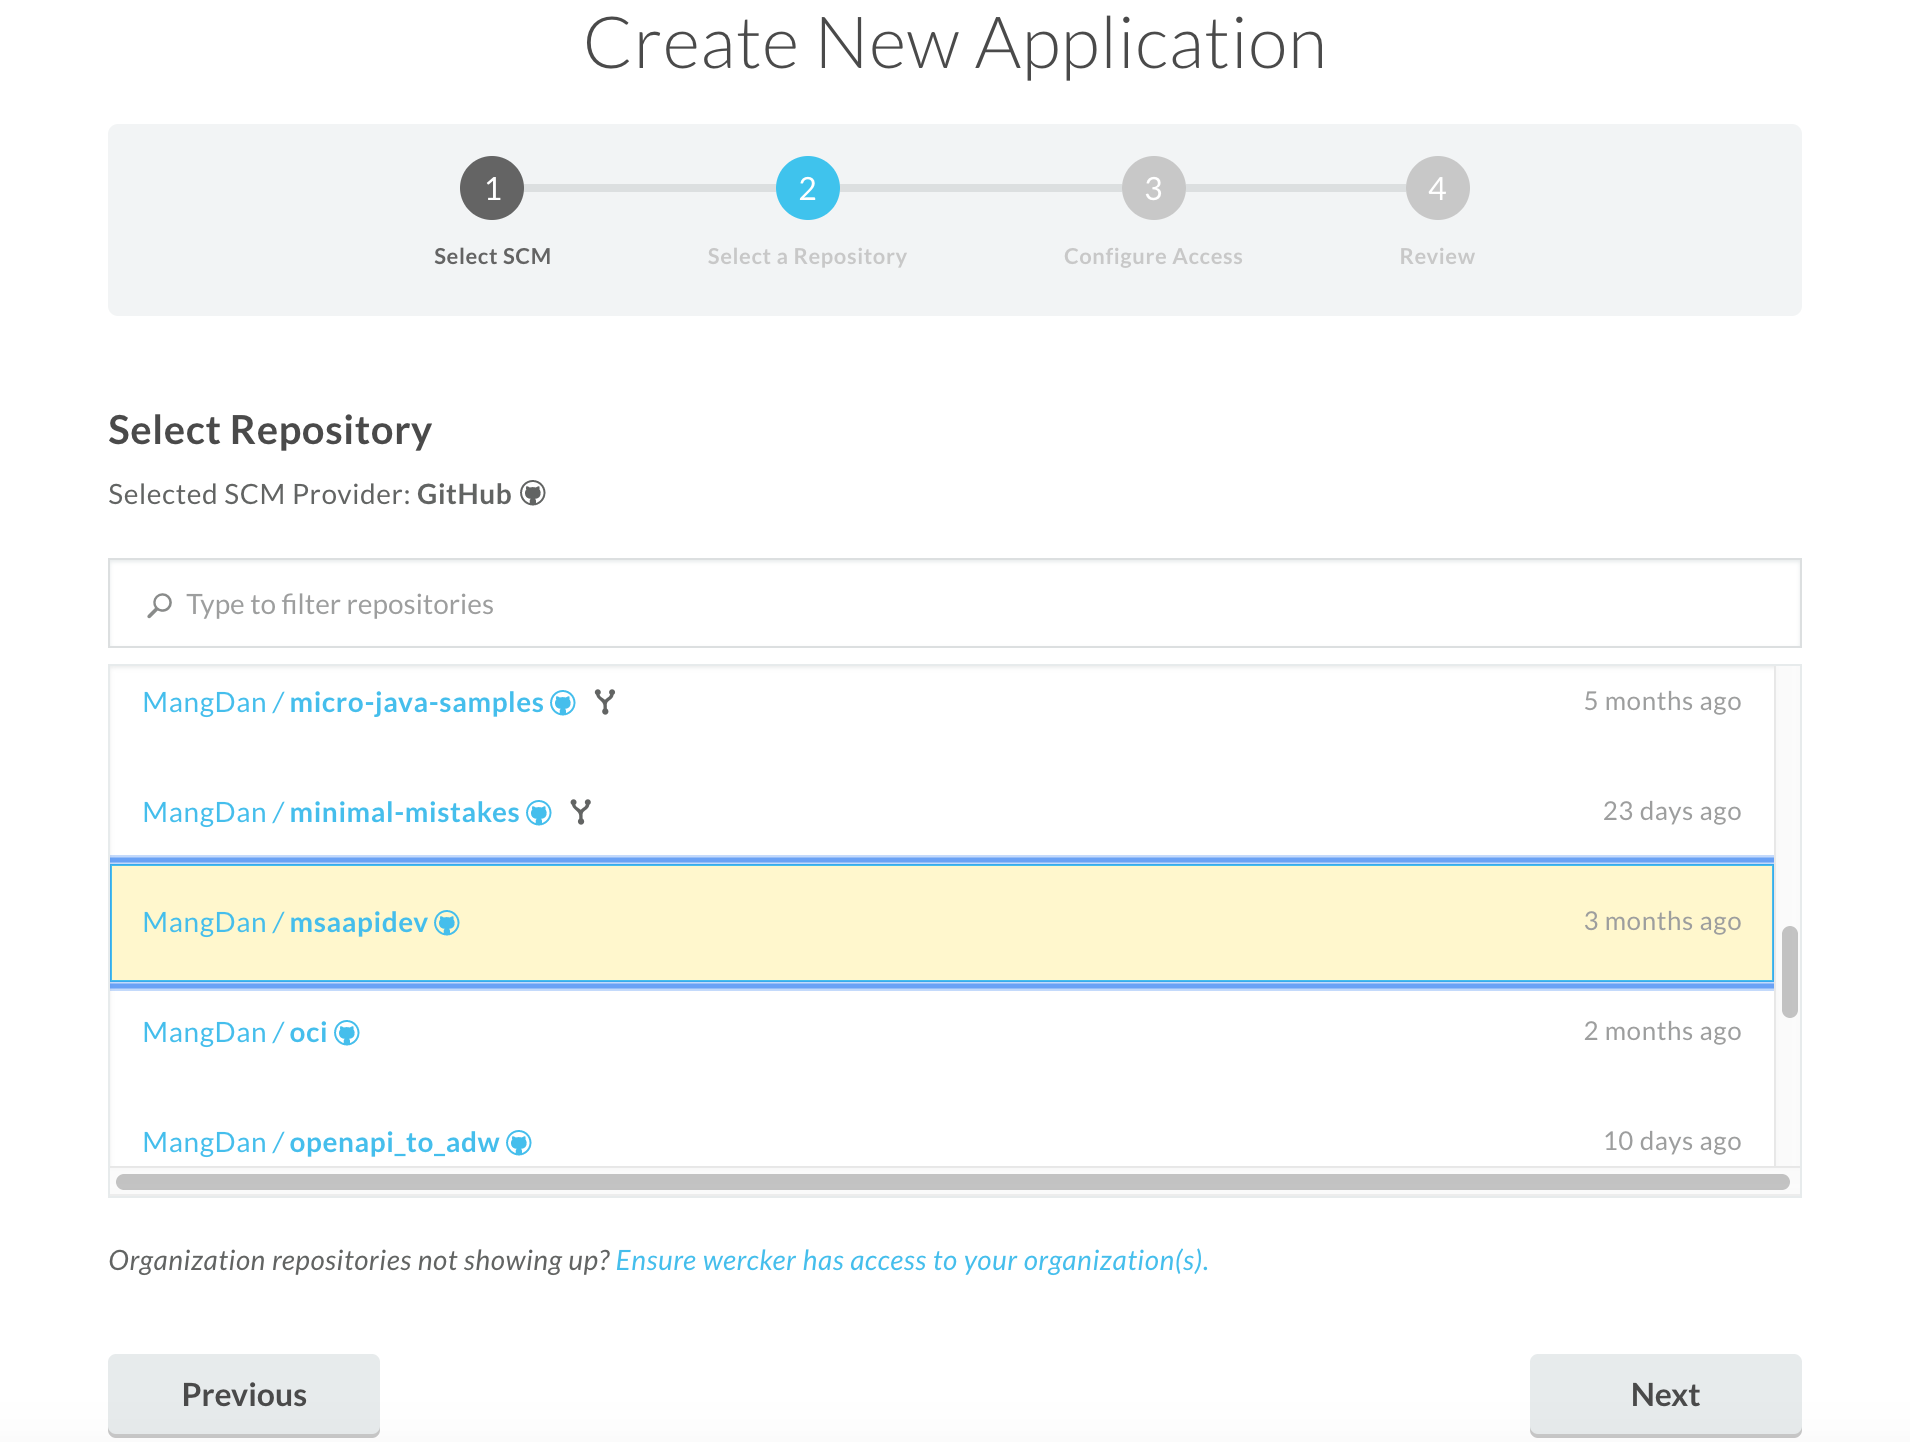 Create New Application
1 2 3 4
Select SCM Select a Repository Configure Access Review
Select Repository
Selected SCM Provider: GitHub
Type to filter repositories
MangDan / micro-java-samples 5 months ago
MangDan / minimal-mistakes 23 days ago
MangDan / msaapidev 3 months ago
MangDan / oci 2 months ago
MangDan / openapi_to_adw 10 days ago
Organization repositories not showing up? Ensure wercker has access to your organization(s).
Previous Next